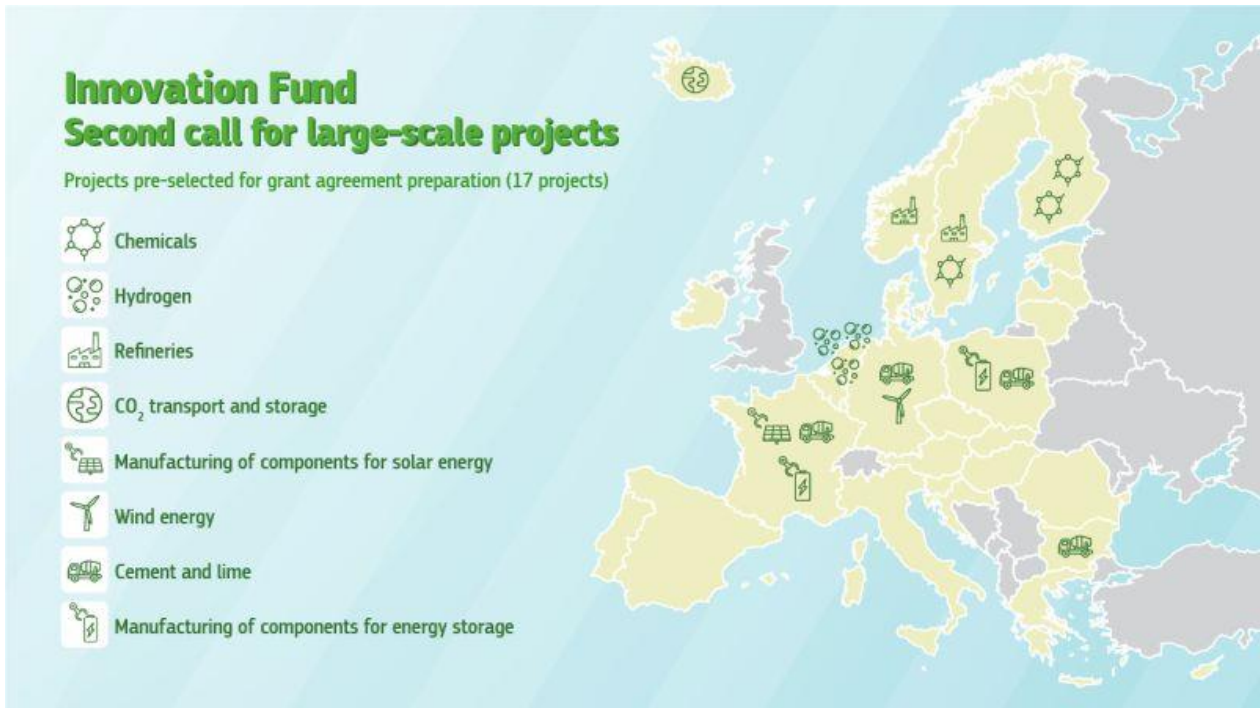 Innovation Fund
Second call for large-scale projects
Projects pre-selected for grant agreement preparation (17 projects)
Chemicals
Hydrogen
Refineries
CO₂ transport and storage
Manufacturing of components for solar energy
Wind energy
Cement and lime
Manufacturing of components for energy storage